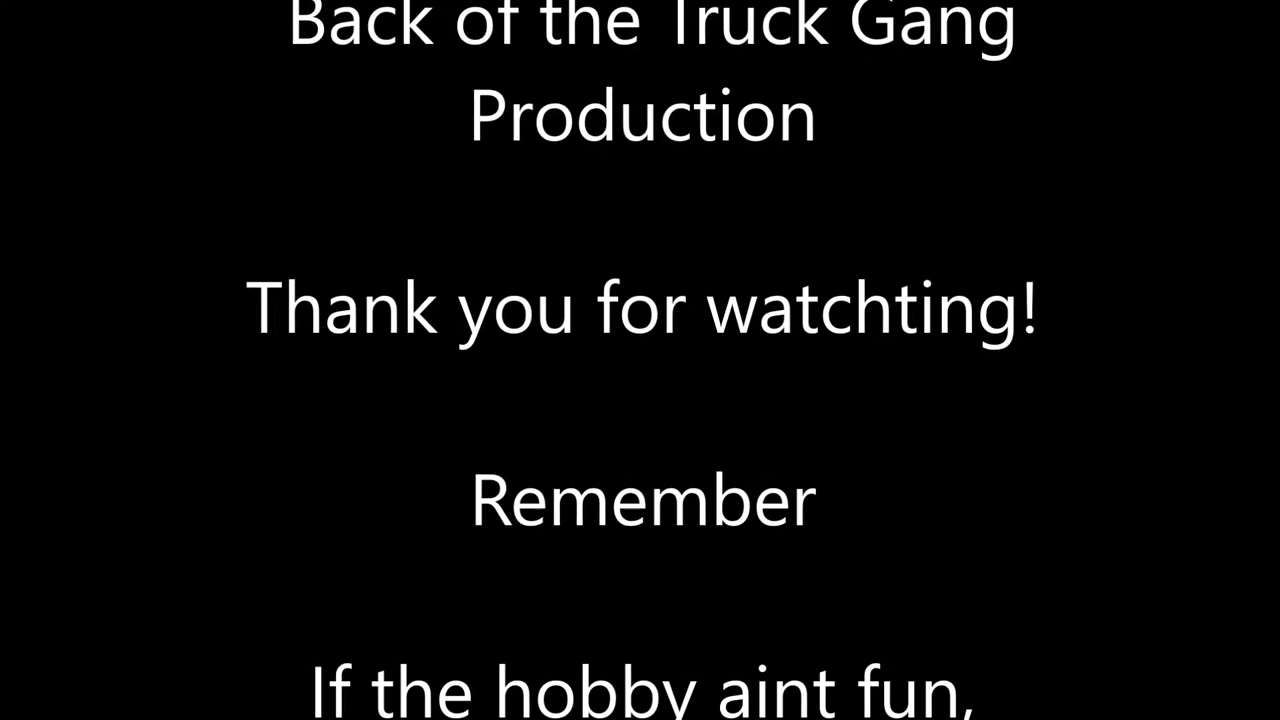 Back of the Truck Gang
Production
Thank you for watchting!
Remember
If the hobby aint fun,